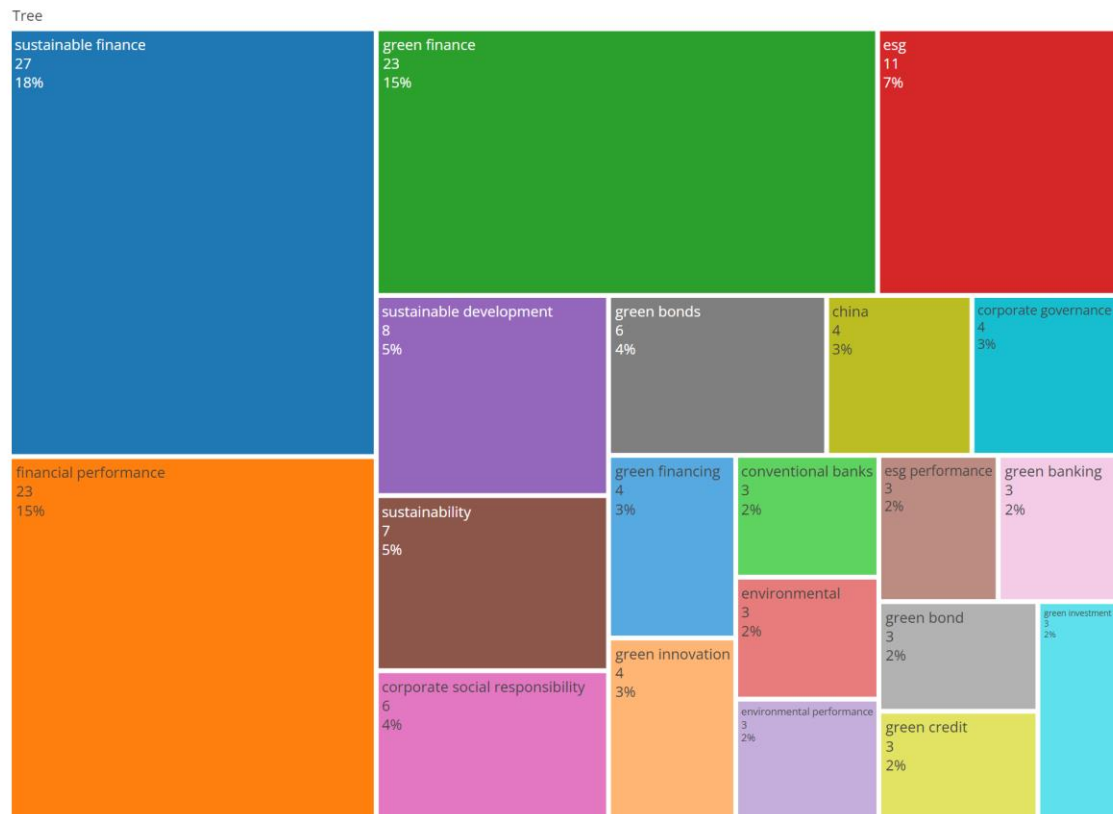 Tree
sustainable finance
27
18%
green finance
23
15%
esg
11
7%
financial performance
23
15%
sustainable development
8
5%
green bonds
6
4%
china
4
3%
corporate governance
4
3%
sustainability
7
5%
corporate social responsibility
6
4%
green financing
4
3%
green innovation
4
3%
conventional banks
3
2%
environmental
3
2%
environmental performance
3
2%
esg performance
3
2%
green banking
3
2%
green bond
3
2%
green credit
3
2%
green investment
3
2%